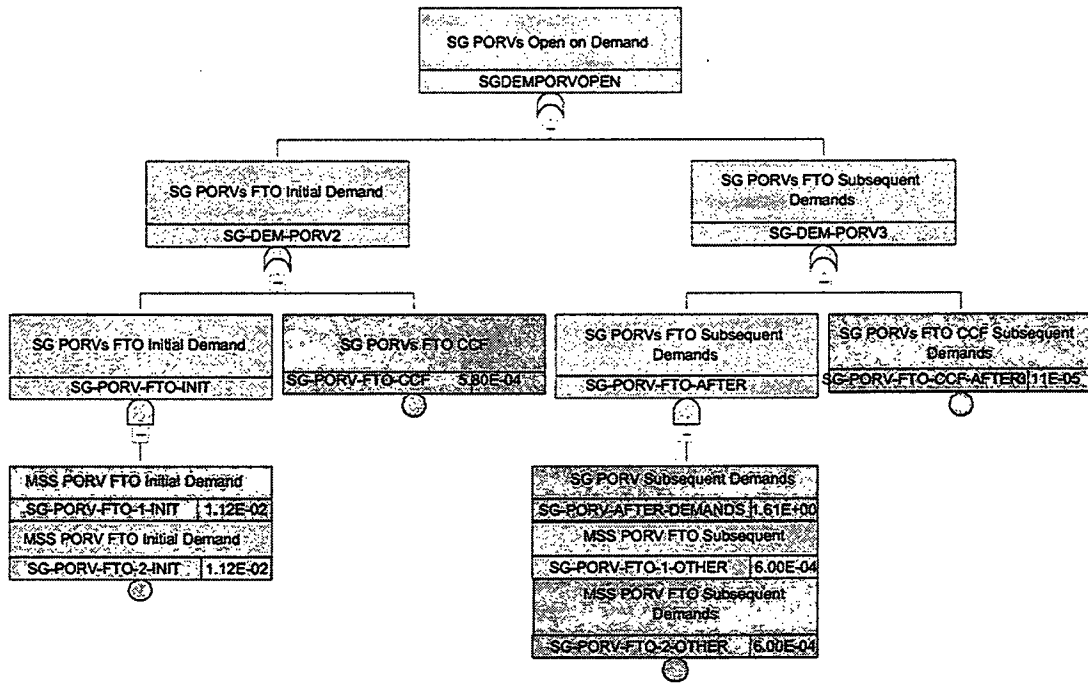 SG PORVs Open on Demand
SGDEMPORVOPEN
SG PORVs FTO Initial Demand
SG-DEM-PORV2
SG PORVs FTO Subsequent
Demands
SG-DEM-PORV3
SG PORVs FTO Initial Demand
SG-PORV-FTO-INIT
SG PORVs FTO CCF
SG-PORV-FTO-CCF 5.80E-04
SG PORVs FTO Subsequent
Demands
SG-PORV-FTO-AFTER
SG PORVs FTO CCF Subsequent
Demands
SG-PORV-FTO-CCF-AFTER 3.11E-05
MSS PORV FTO Initial Demand
SG-PORV-FTO-1-INIT 1.12E-02
MSS PORV FTO Initial Demand
SG-PORV-FTO-2-INIT 1.12E-02
SG PORV Subsequent Demands
SG-PORV-AFTER-DEMANDS 1.61E+00
MSS PORV FTO Subsequent
SG-PORV-FTO-1-OTHER 6.00E-04
MSS PORV FTO Subsequent
Demands
SG-PORV-FTO-2-OTHER 6.00E-04